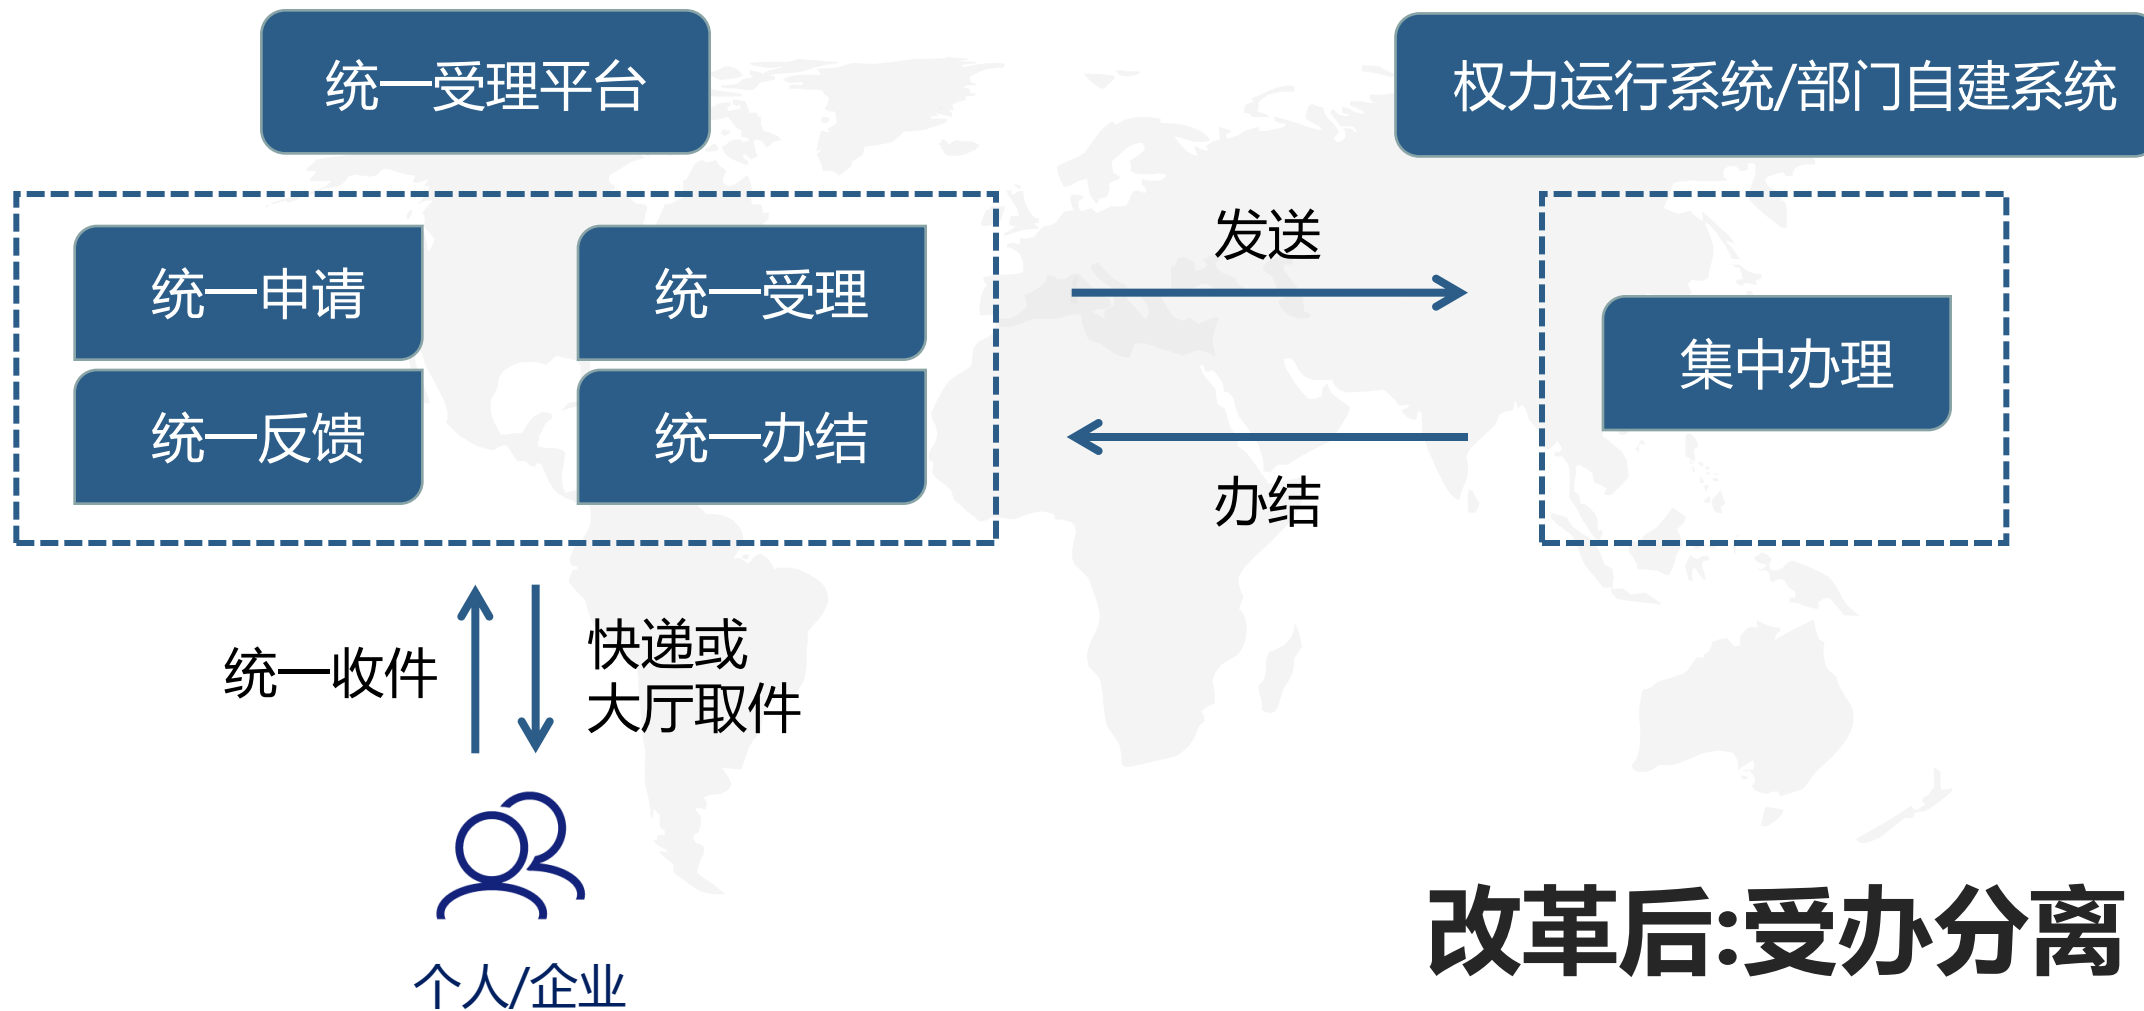 统一受理平台
权力运行系统/部门自建系统
统一申请
统一受理
发送
集中办理
统一反馈
统一办结
办结
统一收件
快递或
大厅取件
个人/企业
改革后:受办分离